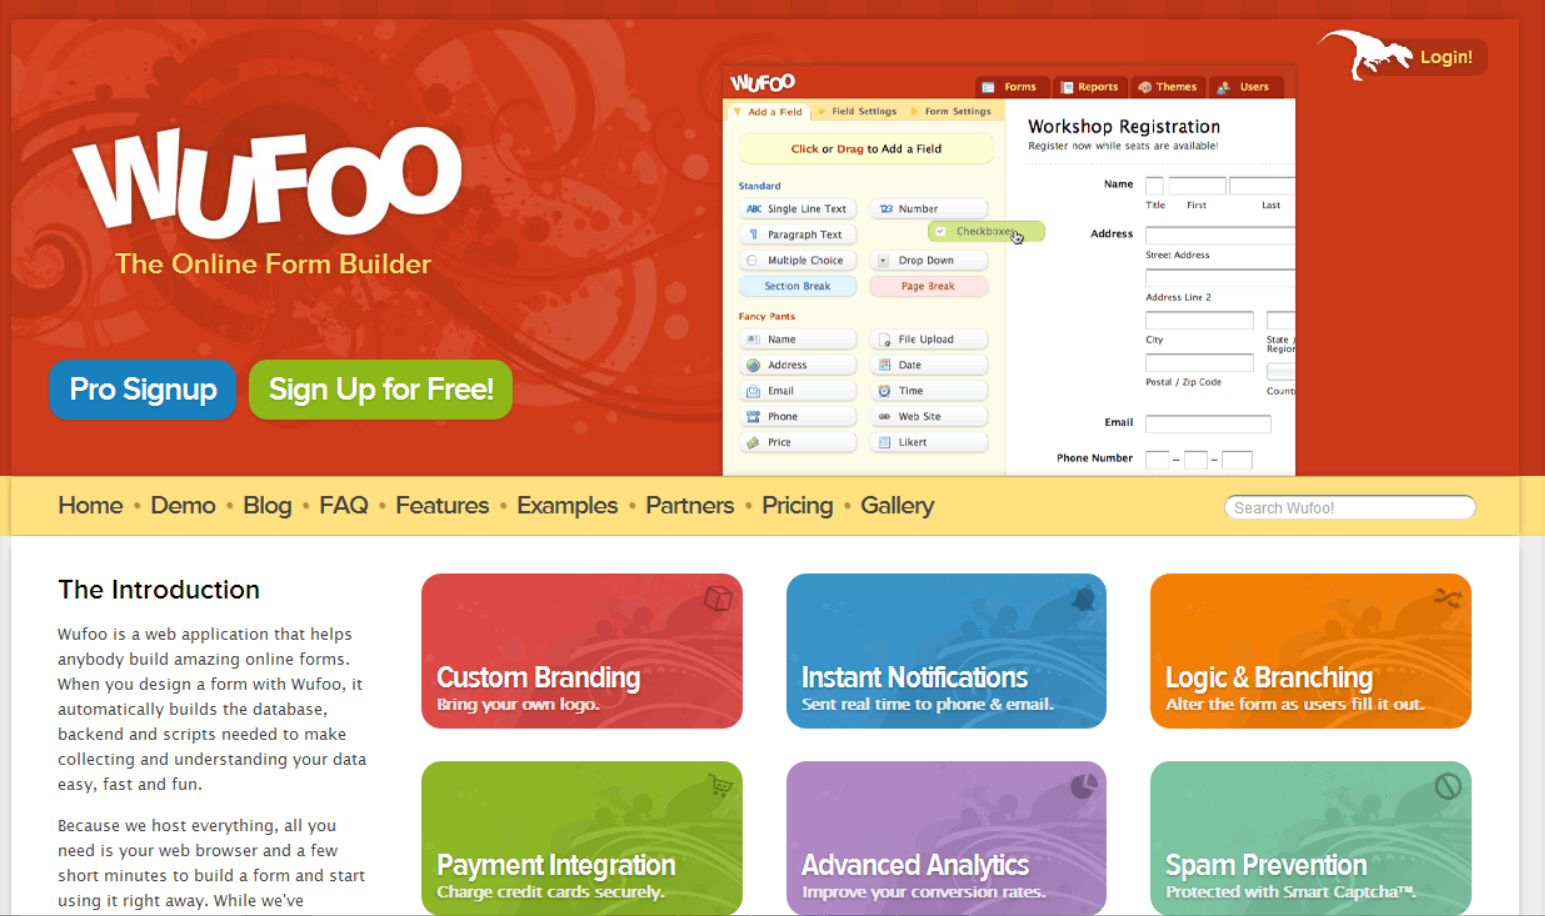 Login!
WUFOO
The Online Form Builder
Pro Signup
Sign Up for Free!
WUFOO
Forms
Reports
Themes
Users
Add a Field
Field Settings
Form Settings
Click or Drag to Add a Field
Standard
ABC Single Line Text
123 Number
Paragraph Text
Checkboxes
Multiple Choice
Drop Down
Section Break
Page Break
Fancy Pants
Name
File Upload
Address
Date
Email
Time
Phone
Web Site
Price
Likert
Workshop Registration
Register now while seats are available!
Name
Title First Last
Address
Street Address
Address Line 2
City
State /
Region
Postal / Zip Code
Countr
Email
Phone Number
Home • Demo • Blog • FAQ • Features • Examples • Partners • Pricing • Gallery
Search Wufoo!
The Introduction
Wufoo is a web application that helps
anybody build amazing online forms.
When you design a form with Wufoo, it
automatically builds the database,
backend and scripts needed to make
collecting and understanding your data
easy, fast and fun.
Because we host everything, all you
need is your web browser and a few
short minutes to build a form and start
using it right away. While we've
Custom Branding
Bring your own logo.
Instant Notifications
Sent real time to phone & email.
Logic & Branching
Alter the form as users fill it out.
Payment Integration
Charge credit cards securely.
Advanced Analytics
Improve your conversion rates.
Spam Prevention
Protected with Smart Captcha™.